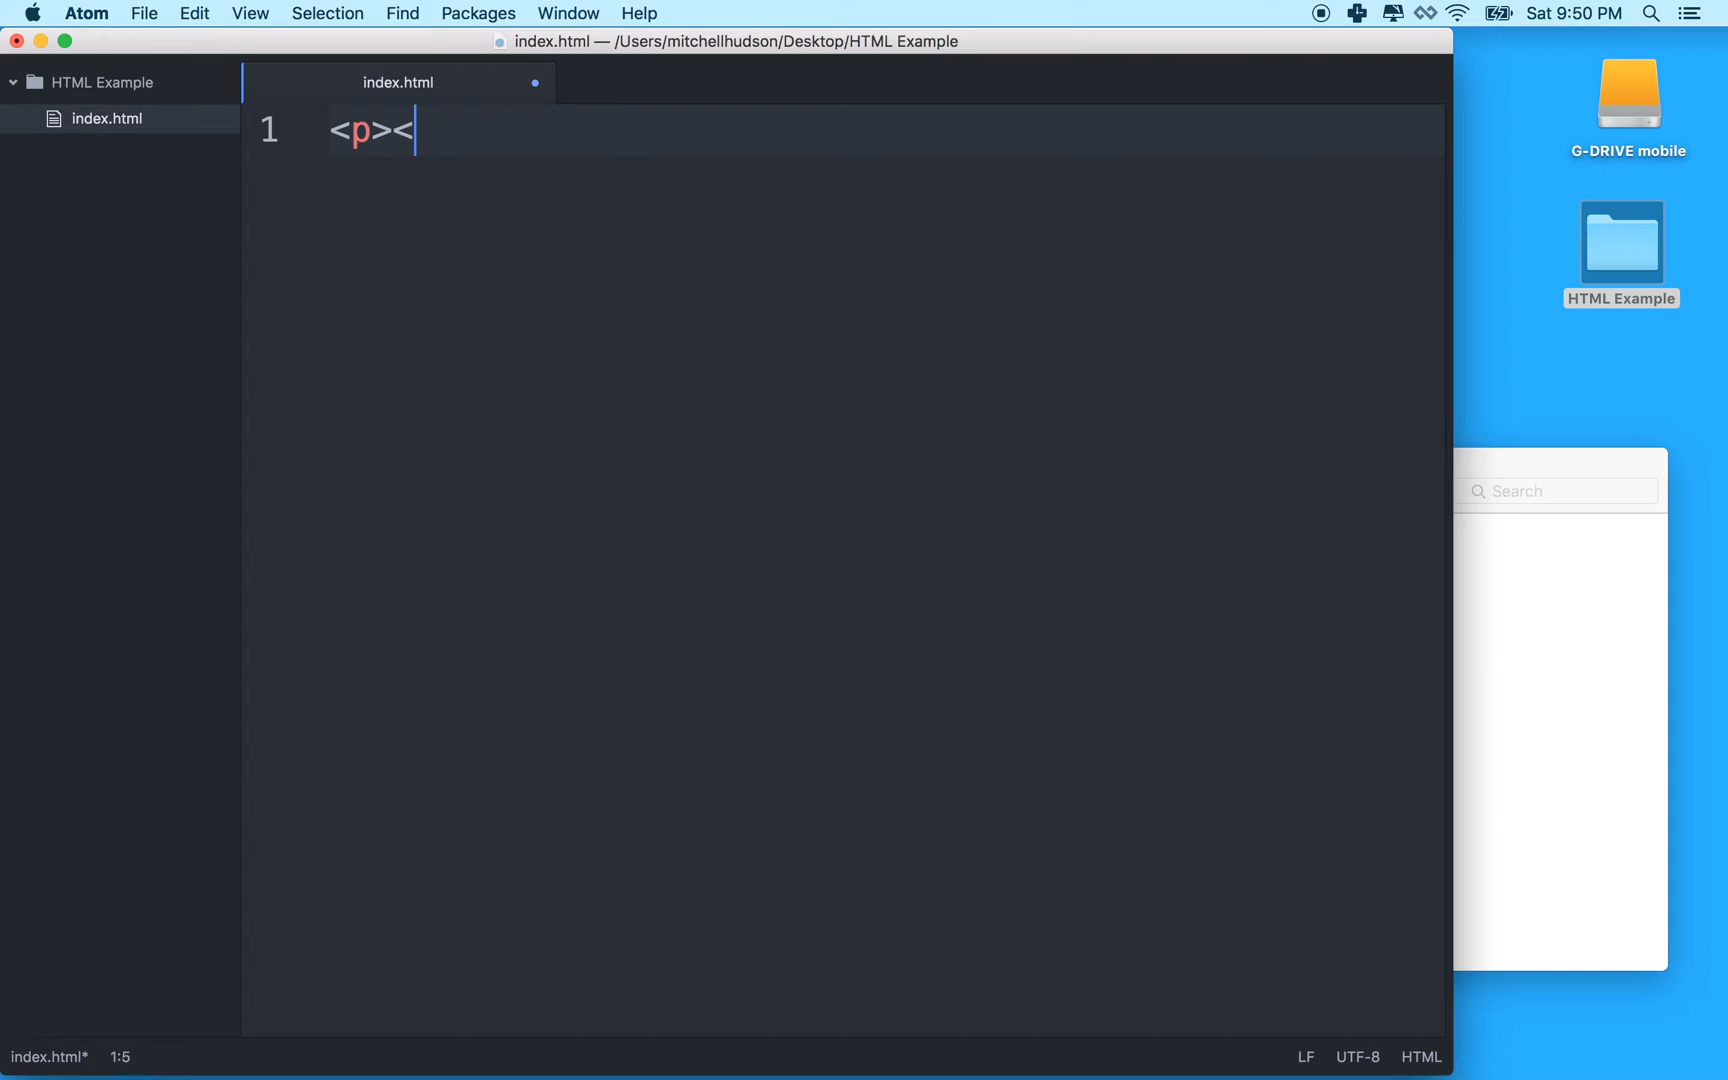 Atom File Edit View Selection Find Packages Window Help Sat 9:50 PM
index.html — /Users/mitchellhudson/Desktop/HTML Example
HTML Example
index.html
index.html
1 <p><
G-DRIVE mobile
HTML Example
Search
index.html* 1:5 LF UTF-8 HTML